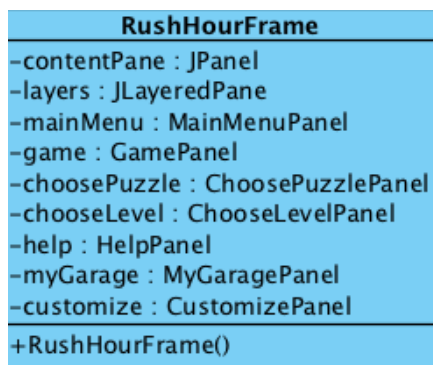 RushHourFrame
-contentPane : JPanel
-layers : JLayeredPane
-mainMenu : MainMenuPanel
-game : GamePanel
-choosePuzzle : ChoosePuzzlePanel
-chooseLevel : ChooseLevelPanel
-help : HelpPanel
-myGarage : MyGaragePanel
-customize : CustomizePanel
+RushHourFrame()